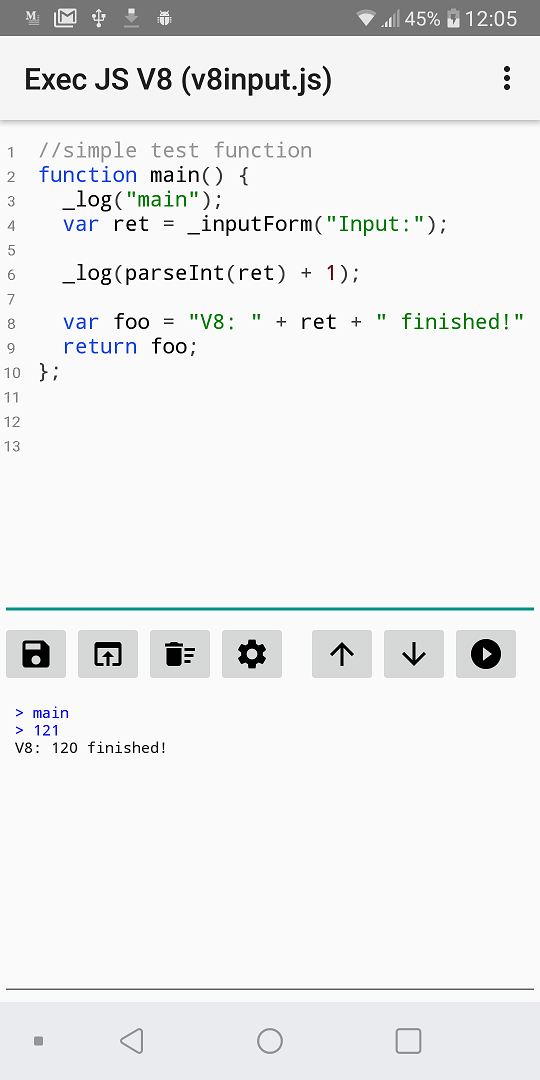 M 45% 12:05
Exec JS V8 (v8input.js)
1 //simple test function
2 function main() {
3   _log("main");
4   var ret = _inputForm("Input:");
5
6   _log(parseInt(ret) + 1);
7
8   var foo = "V8: " + ret + " finished!"
9   return foo;
10 };
11
12
13
> main
> 121
V8: 120 finished!